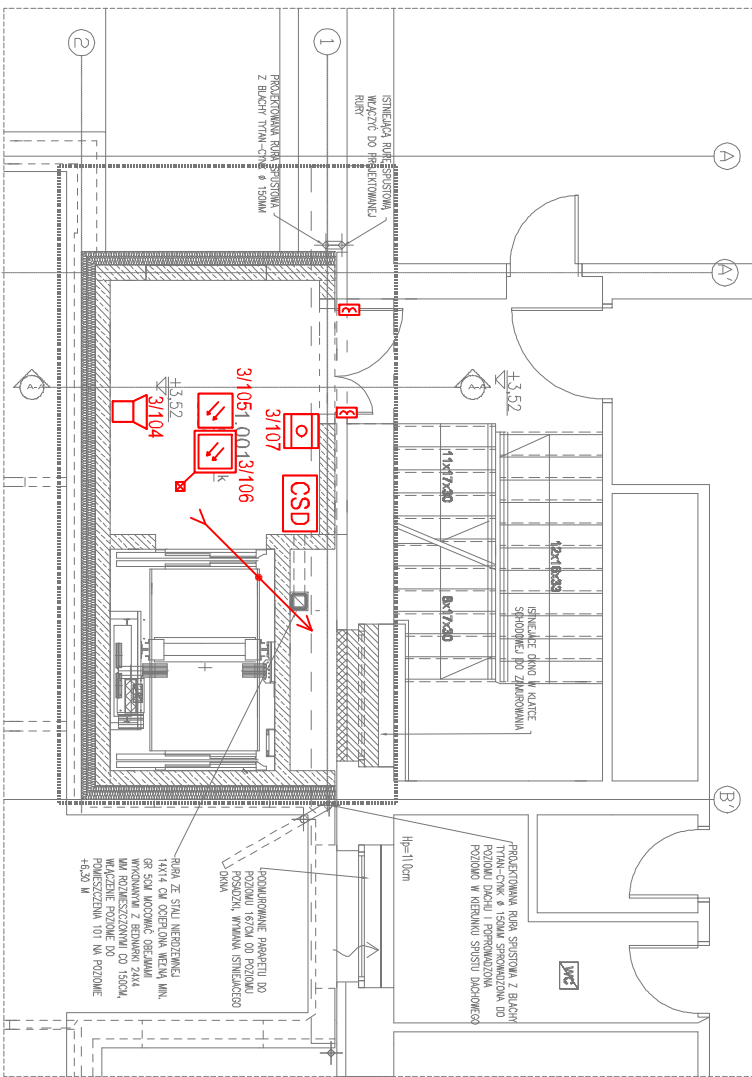 2
1
A
A'
B'
PROJEKTOWANA RURA SPUSTOWA
Z BLACHY TYTAN-CYNK ø 150MM
ISTNIEJĄCĄ RURĘ SPUSTOWĄ
WŁĄCZYĆ DO PROJEKTOWANEJ
RURY
+3,52
+3,52
3/104
3/105
3/106
3/107
CSD
11x17x30
8x17x30
12x16x33
ISTNIEJĄCE OKNO W KLATCE
SCHODOWEJ DO ZAMUROWANIA
Hp=110cm
PROJEKTOWANA RURA SPUSTOWA Z BLACHY
TYTAN-CYNK ø 150MM SPROWADZONA DO
POZIOMU DACHU I POPROWADZONA
POZIOMO W KIERUNKU SPUSTU DACHOWEGO
PODMUROWANIE PARAPETU DO
POZIOMU 167CM OD POZIOMU
POSADZKI, WYMIANA ISTNIEJĄCEGO
OKNA
RURA ZE STALI NIERDZEWNEJ
14X14 CM OCIEPLONA WEŁNĄ MIN.
GR 5CM MOCOWAĆ OBEJMAMI
WYKONANYMI Z BEDNARKI 24X4
MM ROZMIESZCZONYMI CO 150CM,
WŁĄCZENIE POZIOME DO
POMIESZCZENIA 101 NA POZIOMIE
+6,30 M
WC